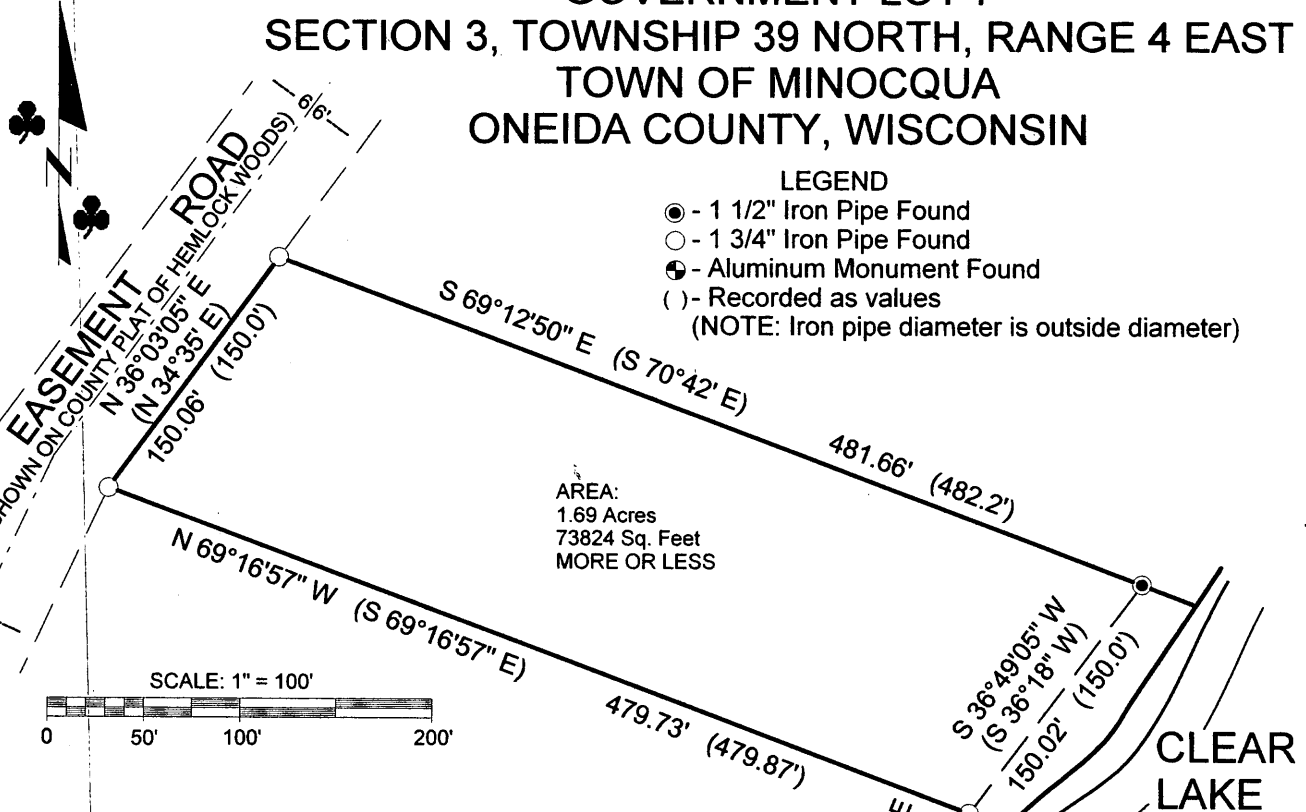 SECTION 3, TOWNSHIP 39 NORTH, RANGE 4 EAST
TOWN OF MINOCQUA
ONEIDA COUNTY, WISCONSIN
LEGEND
- 1 1/2" Iron Pipe Found
- 1 3/4" Iron Pipe Found
- Aluminum Monument Found
( ) - Recorded as values
(NOTE: Iron pipe diameter is outside diameter)
N
66'
EASEMENT ROAD
SHOWN ON COUNTY PLAT OF HEMLOCK WOODS)
N 36°03'05" E
(N 34°35' E)
150.06' (150.0')
S 69°12'50" E (S 70°42' E)
481.66' (482.2')
AREA:
1.69 Acres
73824 Sq. Feet
MORE OR LESS
N 69°16'57" W (S 69°16'57" E)
479.73' (479.87')
S 36°49'05" W
(S 36°18" W)
150.02' (150.0')
SCALE: 1" = 100'
0 50' 100' 200'
CLEAR
LAKE